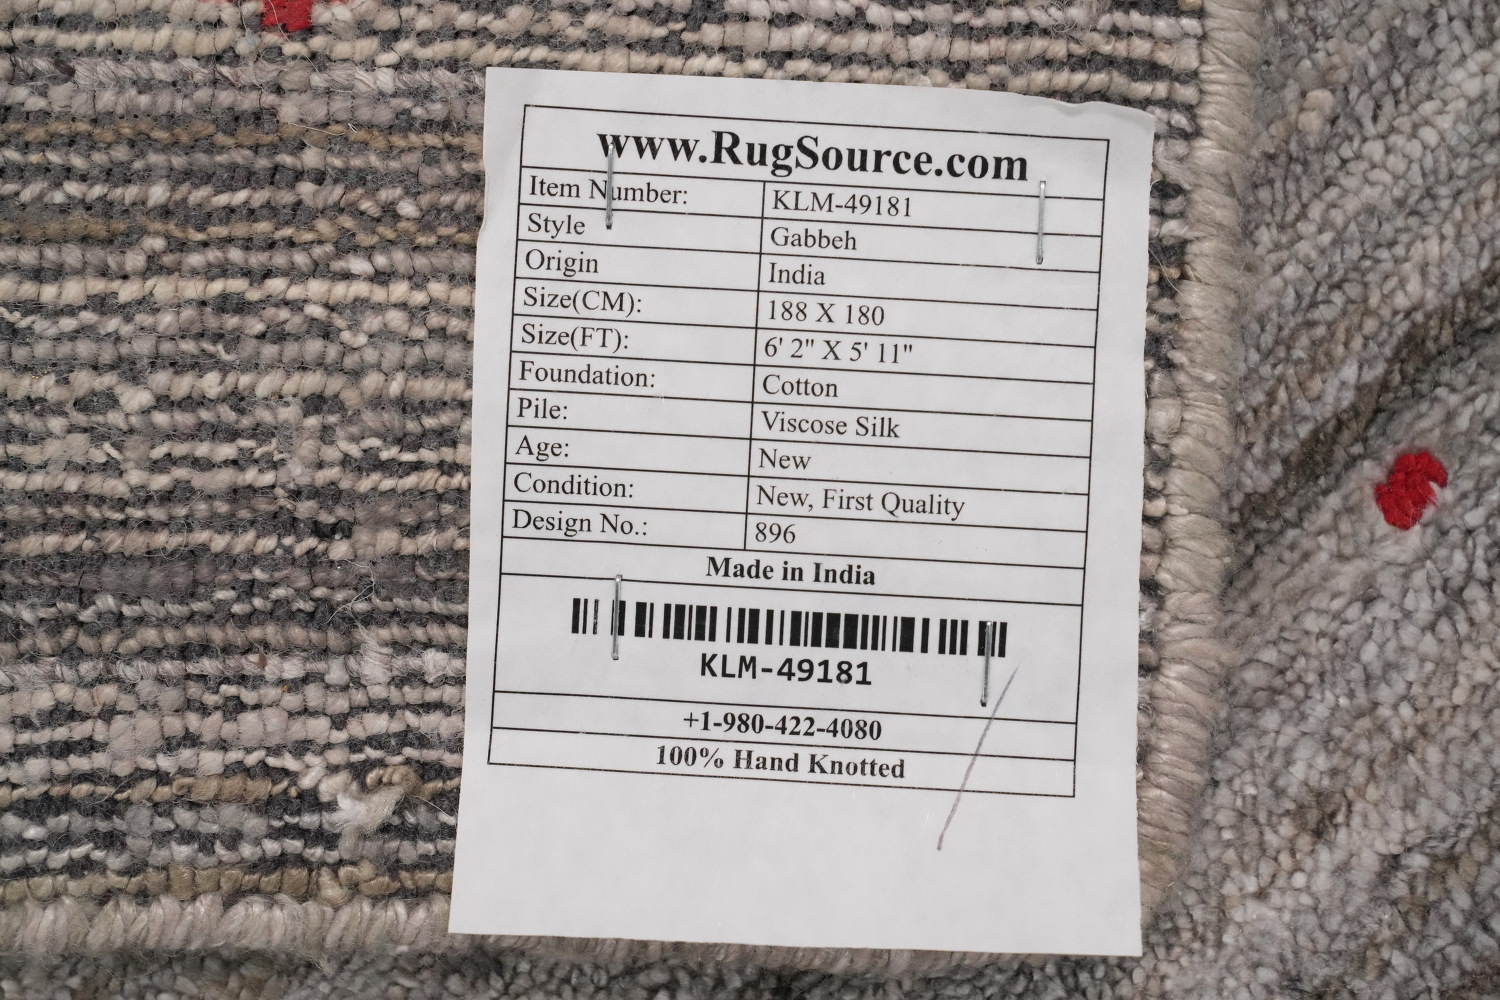 www.RugSource.com
Item Number: KLM-49181
Style Gabbeh
Origin India
Size(CM): 188 X 180
Size(FT): 6' 2" X 5' 11"
Foundation: Cotton
Pile: Viscose Silk
Age: New
Condition: New, First Quality
Design No.: 896
Made in India
KLM-49181
+1-980-422-4080
100% Hand Knotted